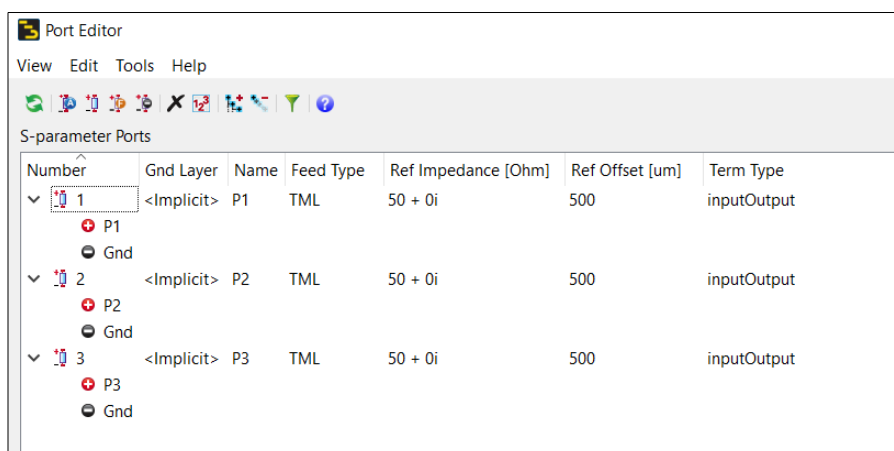 Port Editor
View Edit Tools Help
S-parameter Ports
Number Gnd Layer Name Feed Type Ref Impedance [Ohm] Ref Offset [um] Term Type
1 <Implicit> P1 TML 50 + 0i 500 inputOutput
P1
Gnd
2 <Implicit> P2 TML 50 + 0i 500 inputOutput
P2
Gnd
3 <Implicit> P3 TML 50 + 0i 500 inputOutput
P3
Gnd